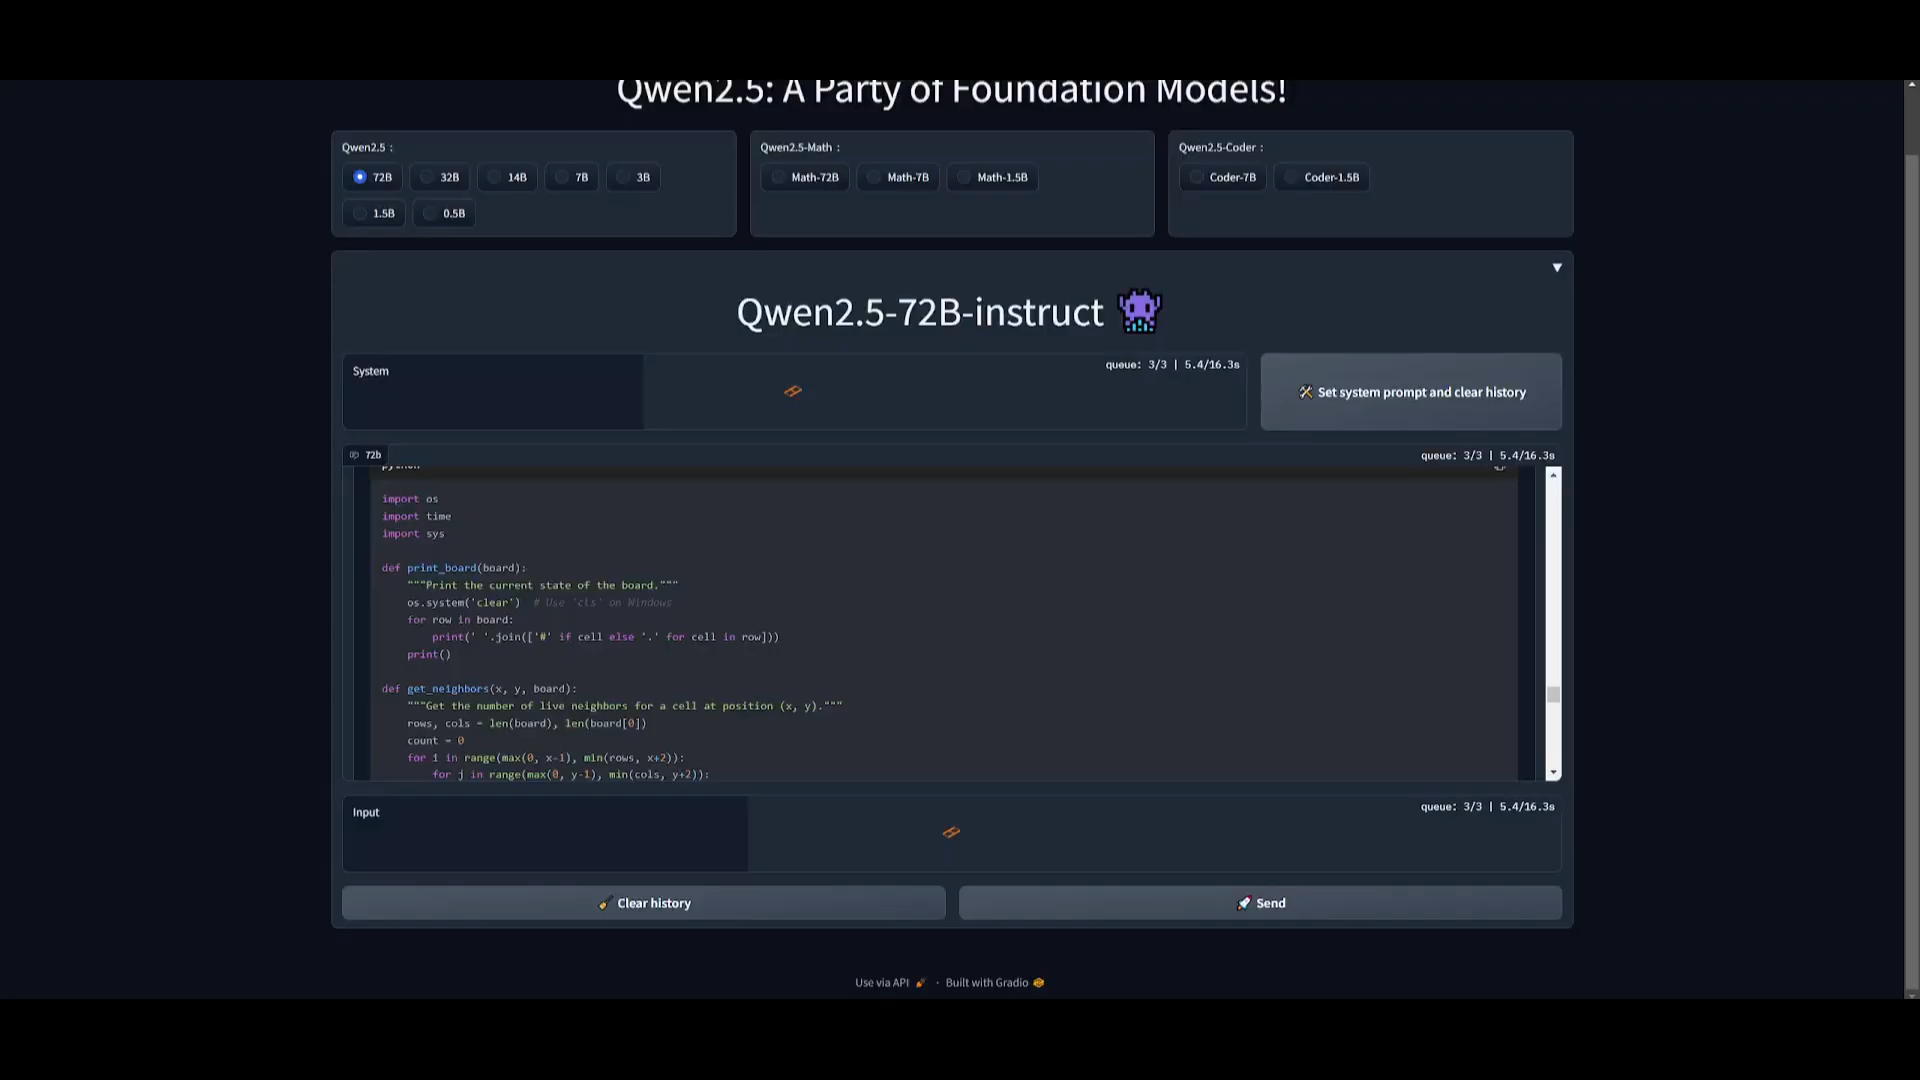 Qwen2.5: A Party of Foundation Models!
Qwen2.5 :
72B 32B 14B 7B 3B
1.5B 0.5B
Qwen2.5-Math :
Math-72B Math-7B Math-1.5B
Qwen2.5-Coder :
Coder-7B Coder-1.5B
▼
Qwen2.5-72B-instruct
System
queue: 3/3 | 5.4/16.3s
Set system prompt and clear history
72b
queue: 3/3 | 5.4/16.3s
python
import os
import time
import sys
def print_board(board):
"""Print the current state of the board."""
os.system('clear') # Use 'cls' on Windows
for row in board:
print(' '.join(['#' if cell else '.' for cell in row]))
print()
def get_neighbors(x, y, board):
"""Get the number of live neighbors for a cell at position (x, y)."""
rows, cols = len(board), len(board[0])
count = 0
for i in range(max(0, x-1), min(rows, x+2)):
for j in range(max(0, y-1), min(cols, y+2)):
Input
queue: 3/3 | 5.4/16.3s
Clear history
Send
Use via API · Built with Gradio